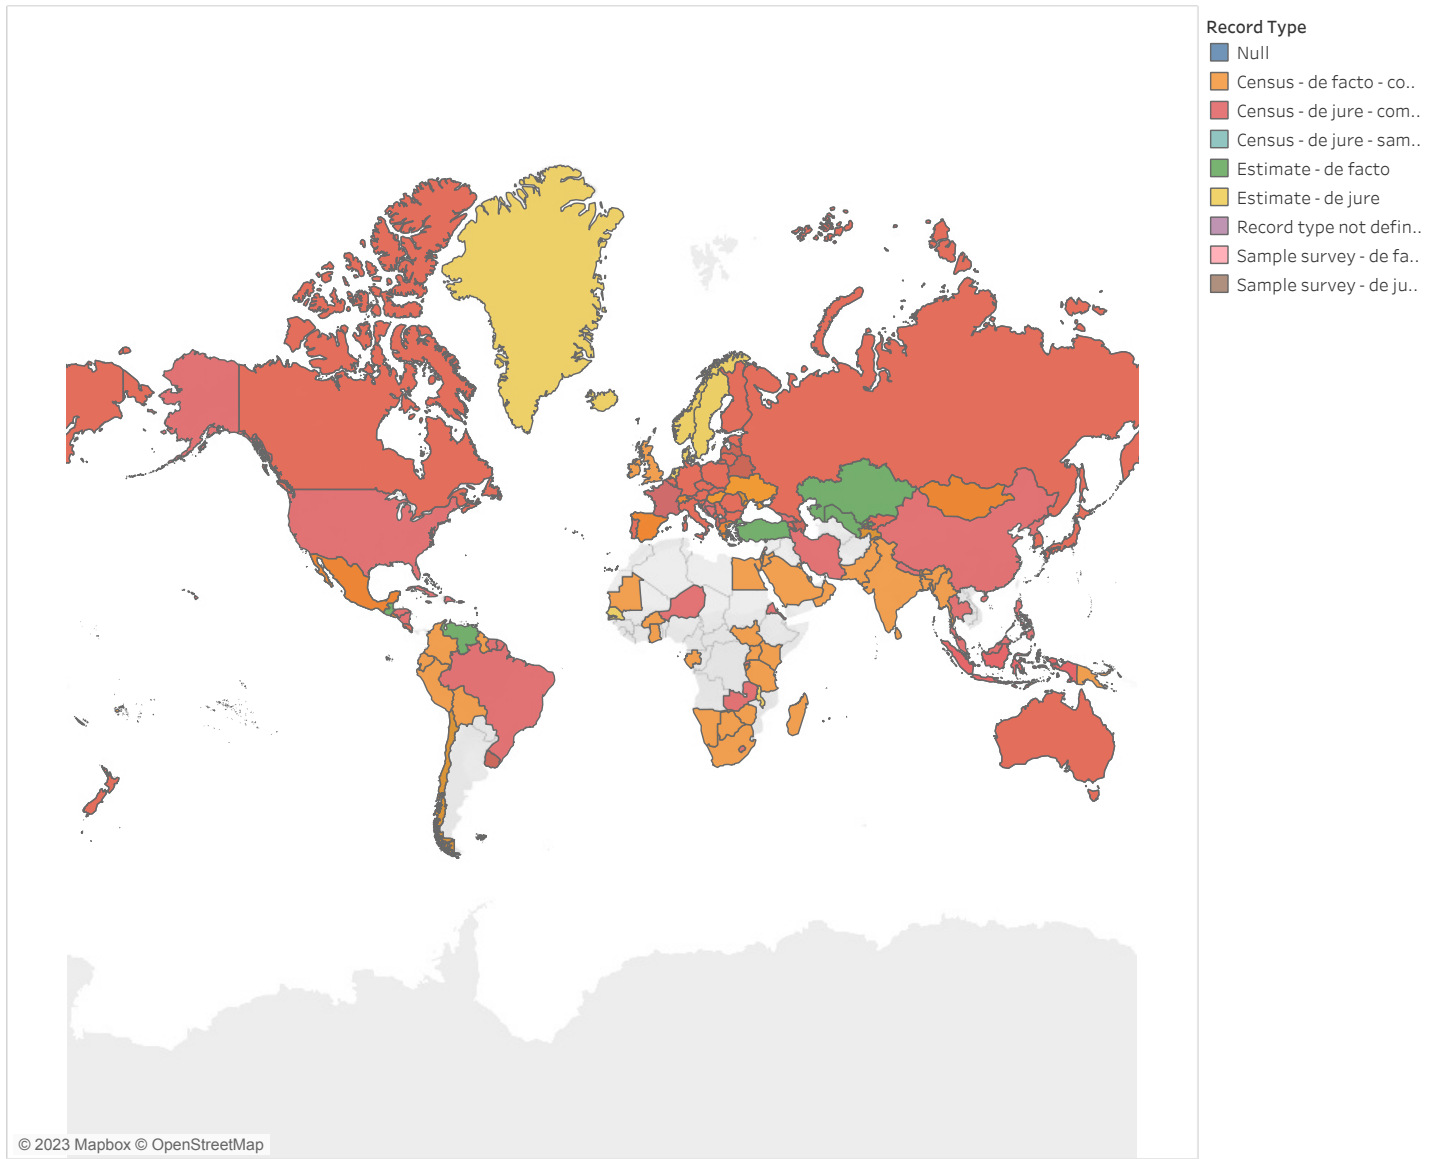 Record Type
Null
Census - de facto - co..
Census - de jure - com..
Census - de jure - sam..
Estimate - de facto
Estimate - de jure
Record type not defin..
Sample survey - de fa..
Sample survey - de ju..
© 2023 Mapbox © OpenStreetMap